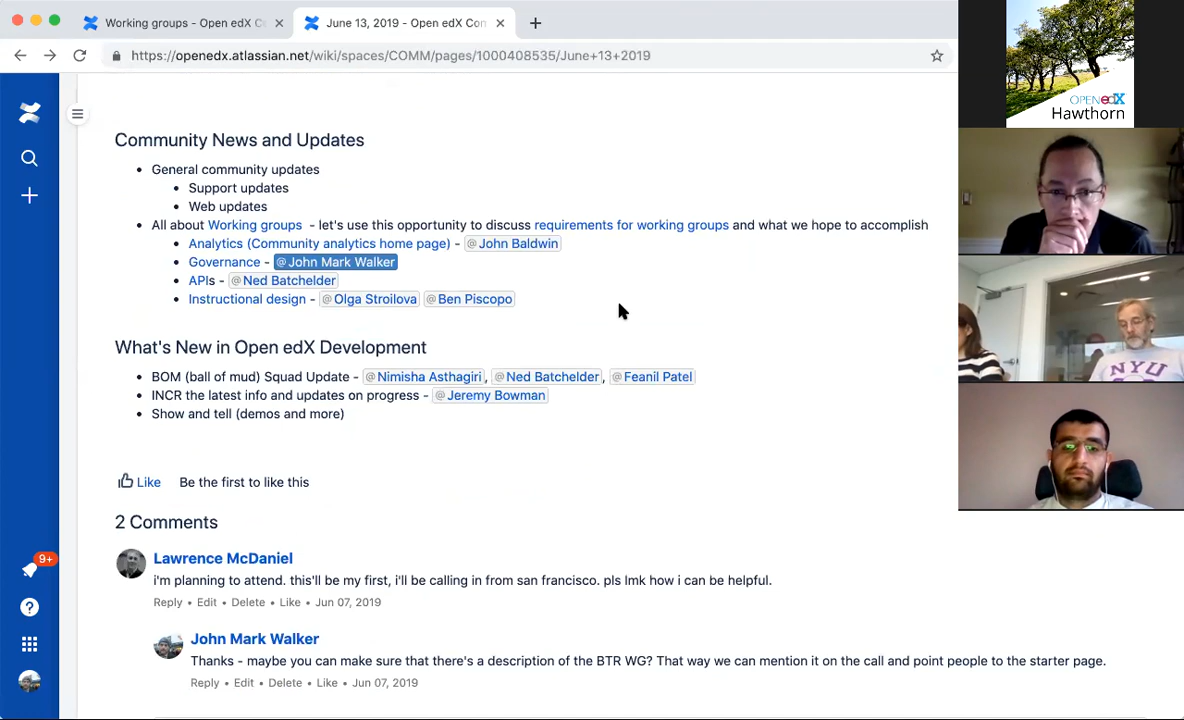 Working groups - Open edX C
June 13, 2019 - Open edX Com
https://openedx.atlassian.net/wiki/spaces/COMM/pages/1000408535/June+13+2019
OPEN edX
Hawthorn
Community News and Updates
General community updates
Support updates
Web updates
All about Working groups - let's use this opportunity to discuss requirements for working groups and what we hope to accomplish
Analytics (Community analytics home page) - @John Baldwin
Governance - @John Mark Walker
APIs - @Ned Batchelder
Instructional design - @Olga Stroilova @Ben Piscopo
What's New in Open edX Development
BOM (ball of mud) Squad Update - @Nimisha Asthagiri, @Ned Batchelder, @Feanil Patel
INCR the latest info and updates on progress - @Jeremy Bowman
Show and tell (demos and more)
NYU
Like Be the first to like this
2 Comments
Lawrence McDaniel
i'm planning to attend. this'll be my first, i'll be calling in from san francisco. pls lmk how i can be helpful.
Reply • Edit • Delete • Like • Jun 07, 2019
John Mark Walker
Thanks - maybe you can make sure that there's a description of the BTR WG? That way we can mention it on the call and point people to the starter page.
Reply • Edit • Delete • Like • Jun 07, 2019
9+